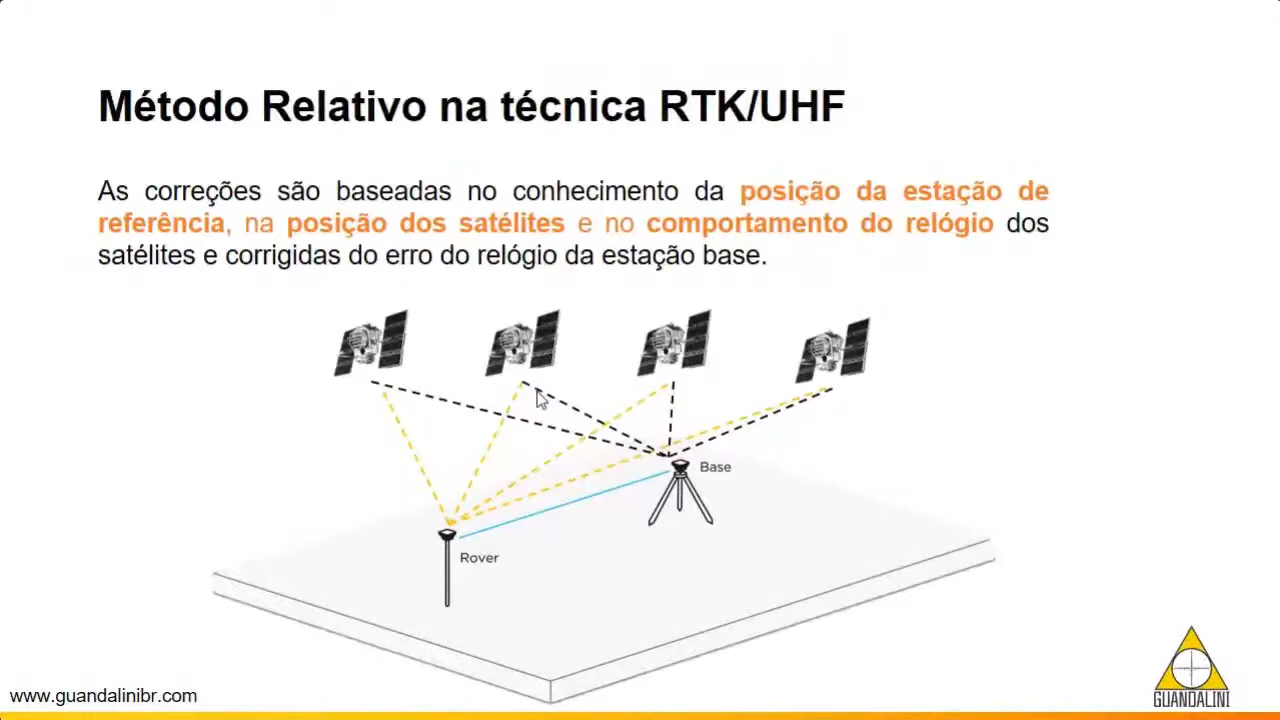 Método Relativo na técnica RTK/UHF
As correções são baseadas no conhecimento da posição da estação de
referência, na posição dos satélites e no comportamento do relógio dos
satélites e corrigidas do erro do relógio da estação base.
Base
Rover
www.guandalinibr.com
GUANDALINI